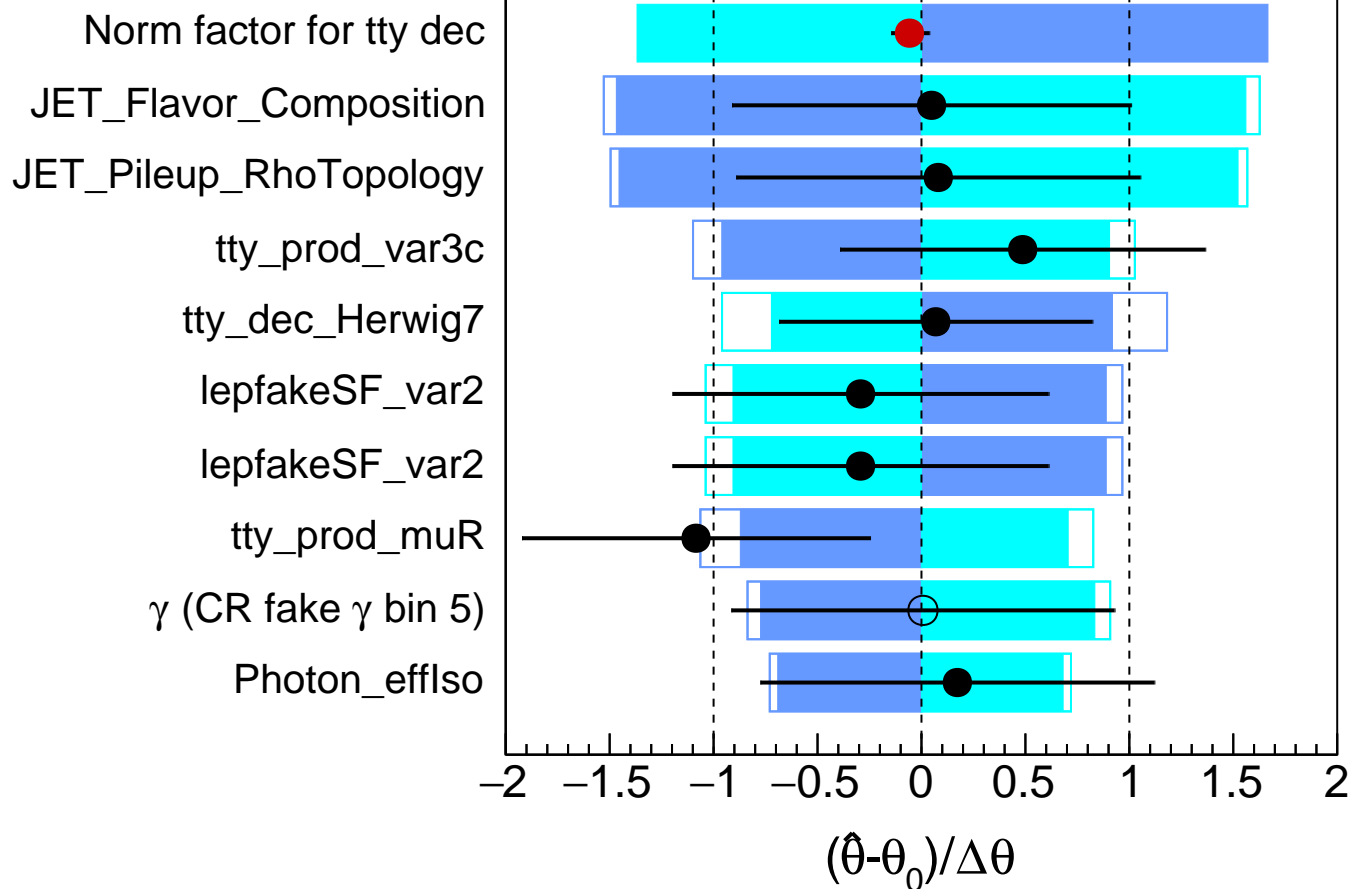 Norm factor for tty dec
JET_Flavor_Composition
JET_Pileup_RhoTopology
tty_prod_var3c
tty_dec_Herwig7
lepfakeSF_var2
lepfakeSF_var2
tty_prod_muR
γ (CR fake γ bin 5)
Photon_effIso
−2 −1.5 −1 −0.5 0 0.5 1 1.5 2
(θ̂-θ₀)/Δθ